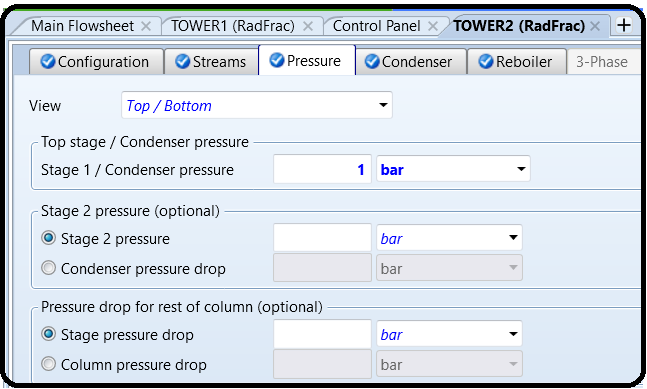 Main Flowsheet TOWER1 (RadFrac) Control Panel TOWER2 (RadFrac)
Configuration Streams Pressure Condenser Reboiler 3-Phase
View Top / Bottom
Top stage / Condenser pressure
Stage 1 / Condenser pressure 1 bar
Stage 2 pressure (optional)
Stage 2 pressure bar
Condenser pressure drop bar
Pressure drop for rest of column (optional)
Stage pressure drop bar
Column pressure drop bar